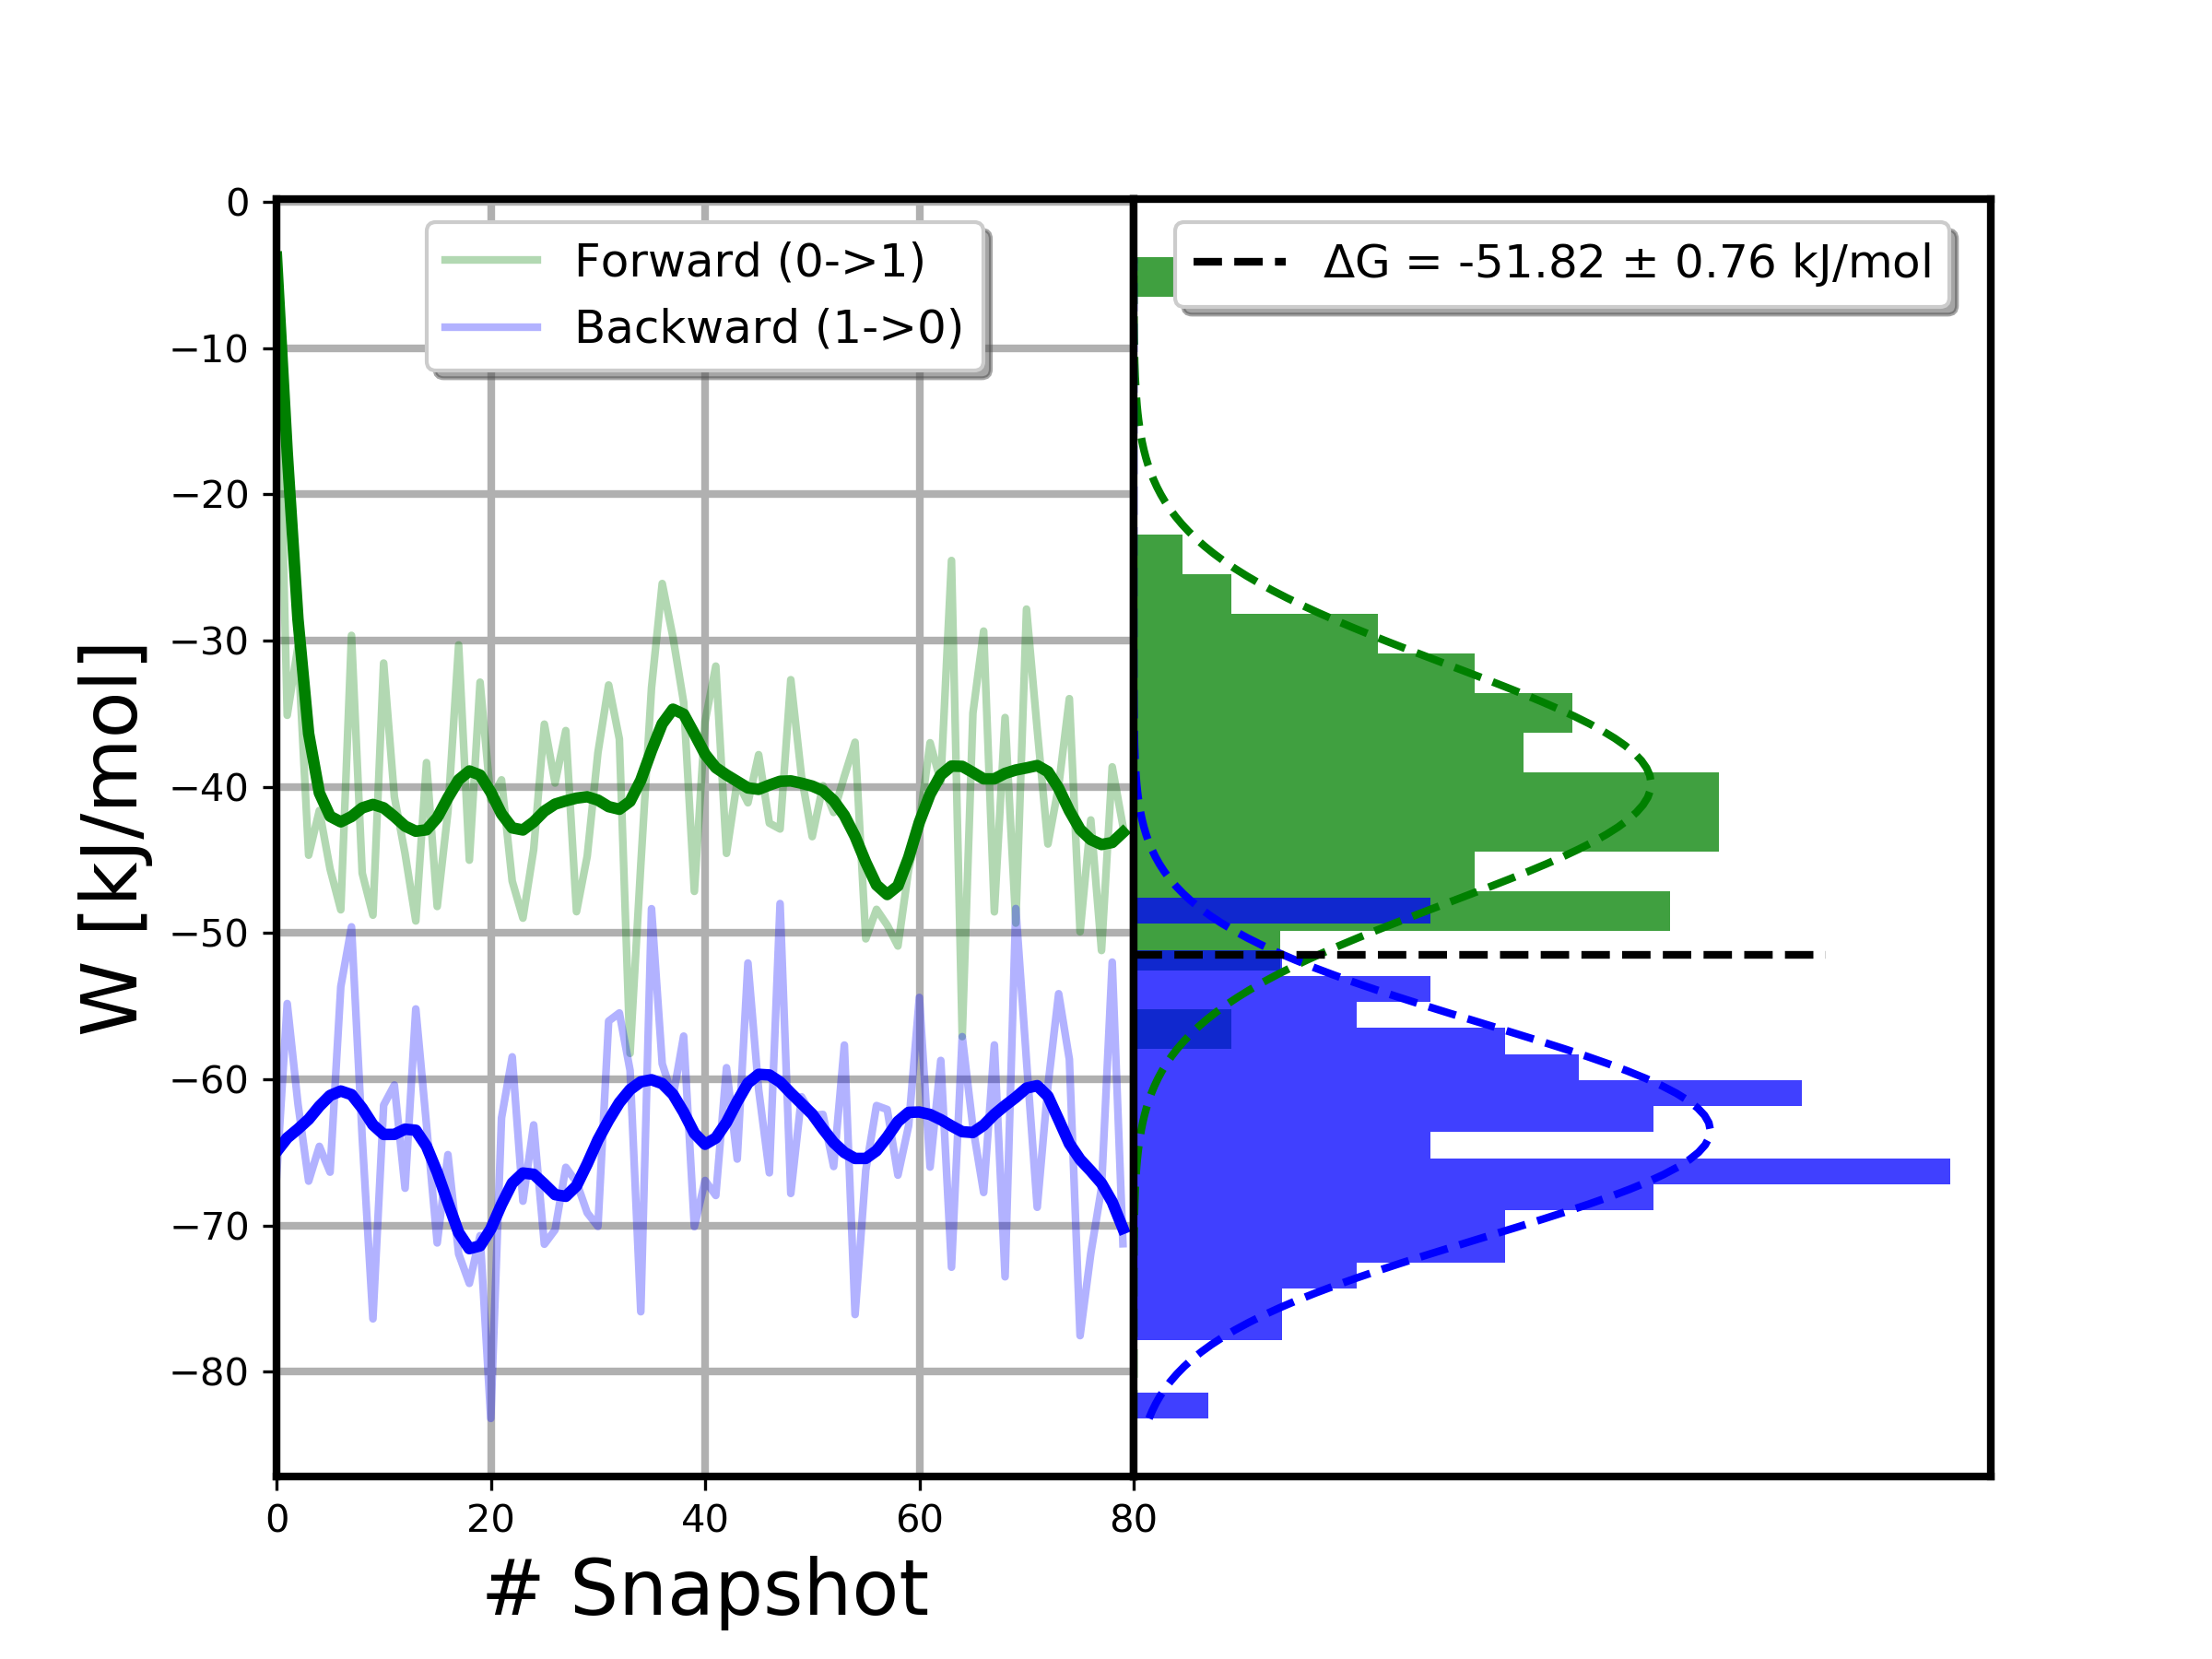 0
−10
−20
−30
−40
−50
−60
−70
−80
W [kJ/mol]
Forward (0->1)
Backward (1->0)
ΔG = -51.82 ± 0.76 kJ/mol
0 20 40 60 80
# Snapshot